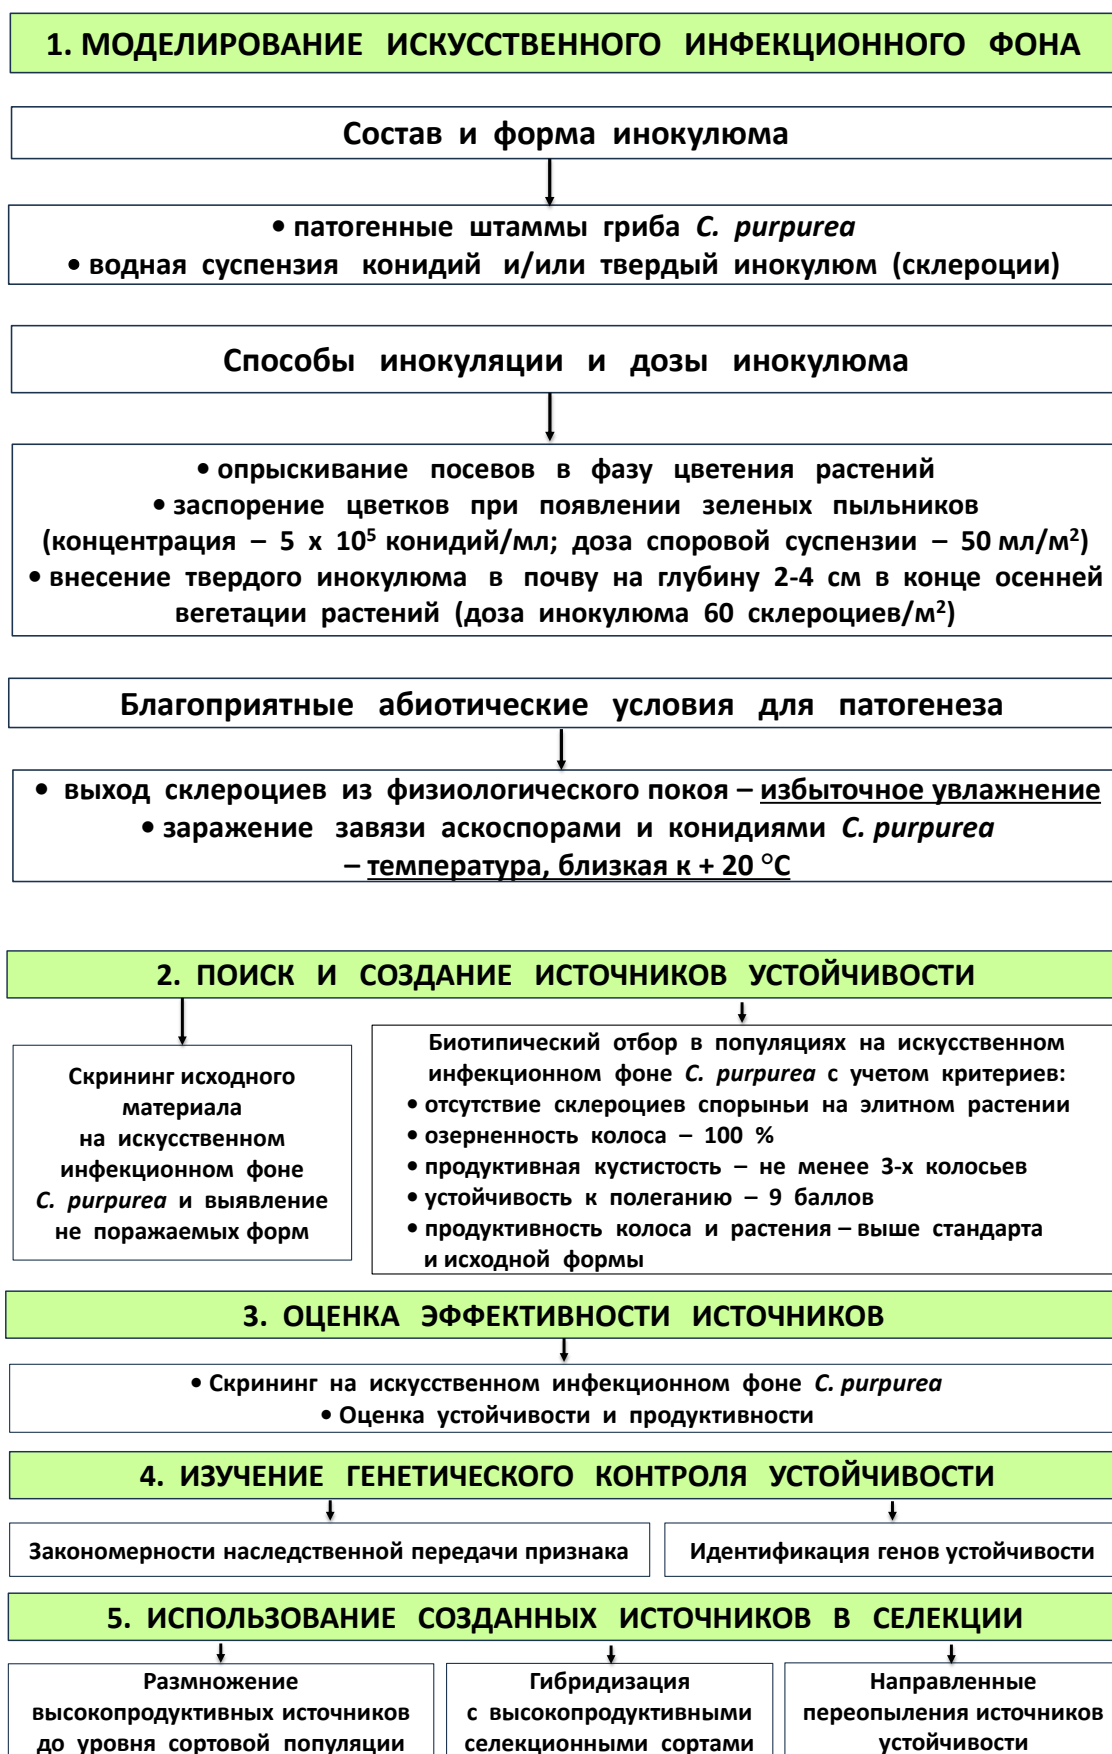 1. МОДЕЛИРОВАНИЕ ИСКУССТВЕННОГО ИНФЕКЦИОННОГО ФОНА
Состав и форма инокулюма
• патогенные штаммы гриба C. purpurea
• водная суспензия конидий и/или твердый инокулюм (склероции)
Способы инокуляции и дозы инокулюма
• опрыскивание посевов в фазу цветения растений
• заспорение цветков при появлении зеленых пыльников
(концентрация – 5 х 10⁵ конидий/мл; доза споровой суспензии – 50 мл/м²)
• внесение твердого инокулюма в почву на глубину 2-4 см в конце осенней
вегетации растений (доза инокулюма 60 склероциев/м²)
Благоприятные абиотические условия для патогенеза
• выход склероциев из физиологического покоя – избыточное увлажнение
• заражение завязи аскоспорами и конидиями C. purpurea
– температура, близкая к + 20 °С
2. ПОИСК И СОЗДАНИЕ ИСТОЧНИКОВ УСТОЙЧИВОСТИ
Скрининг исходного
материала
на искусственном
инфекционном фоне
C. purpurea и выявление
не поражаемых форм
Биотипический отбор в популяциях на искусственном
инфекционном фоне C. purpurea с учетом критериев:
• отсутствие склероциев спорыньи на элитном растении
• озерненность колоса – 100 %
• продуктивная кустистость – не менее 3-х колосьев
• устойчивость к полеганию – 9 баллов
• продуктивность колоса и растения – выше стандарта
и исходной формы
3. ОЦЕНКА ЭФФЕКТИВНОСТИ ИСТОЧНИКОВ
• Скрининг на искусственном инфекционном фоне C. purpurea
• Оценка устойчивости и продуктивности
4. ИЗУЧЕНИЕ ГЕНЕТИЧЕСКОГО КОНТРОЛЯ УСТОЙЧИВОСТИ
Закономерности наследственной передачи признака
Идентификация генов устойчивости
5. ИСПОЛЬЗОВАНИЕ СОЗДАННЫХ ИСТОЧНИКОВ В СЕЛЕКЦИИ
Размножение
высокопродуктивных источников
до уровня сортовой популяции
Гибридизация
с высокопродуктивными
селекционными сортами
Направленные
переопыления источников
устойчивости